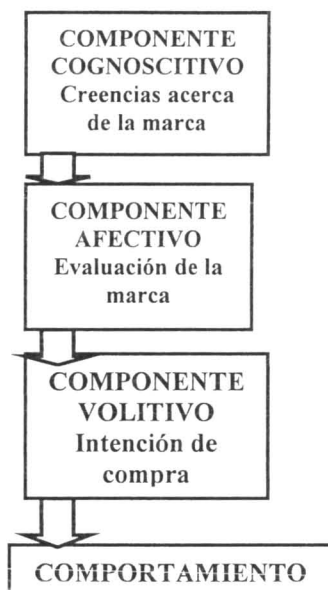 COMPONENTE
COGNOSCITIVO
Creencias acerca
de la marca
COMPONENTE
AFECTIVO
Evaluación de la
marca
COMPONENTE
VOLITIVO
Intención de
compra
COMPORTAMIENTO